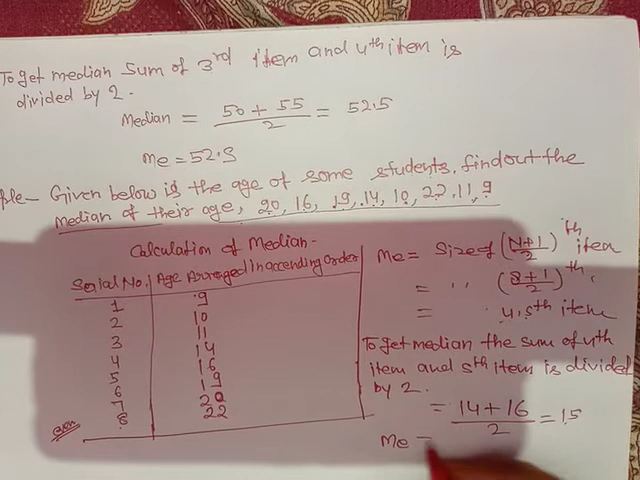 To get median Sum of 3rd item and 4th item is
divided by 2.
Median = 50 + 55 / 2 = 52.5
Me = 52.5
ple- Given below is the age of some students. find out the
Median of their age, 20, 16, 19, 14, 10, 22, 11, 9
Calculation of Median-
Serial No. Age Arranged In accending Order
1 9
2 10
3 11
4 14
5 16
6 19
7 20
8 22
even
Me = Size of (N+1 / 2)th item
= " (8+1 / 2)th "
= 4.5th item
To get median the sum of 4th
item and 5th item is divided
by 2.
= 14+16 / 2 = 15
Me =